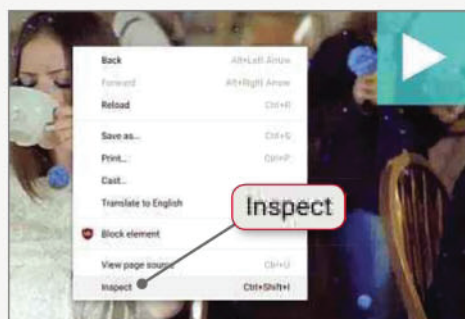 Back Alt+Left Arrow
Forward Alt+Right Arrow
Reload Ctrl+R
Save as... Ctrl+S
Print... Ctrl+P
Cast...
Translate to English
Inspect
Block element
View page source Ctrl+U
Inspect Ctrl+Shift+I